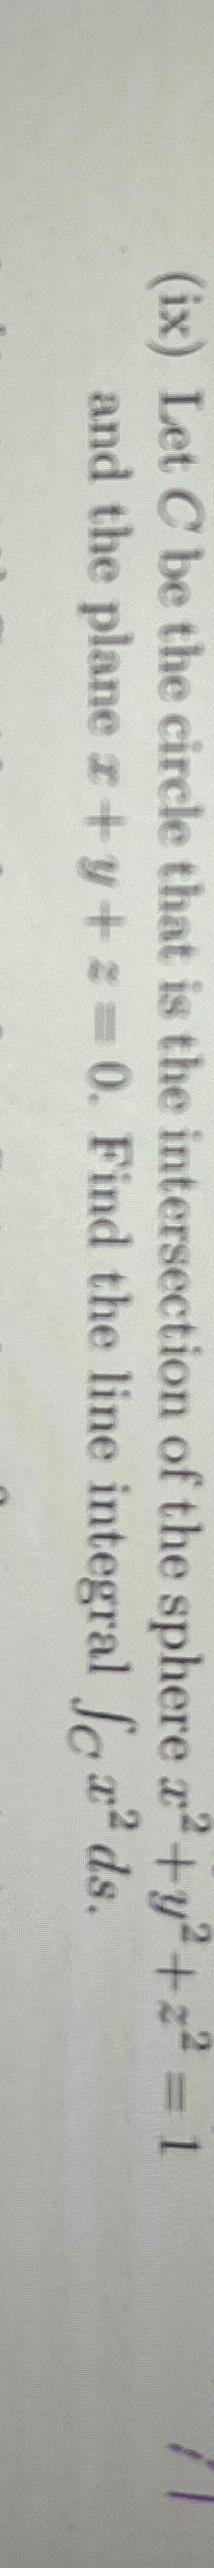 (ix) Let C be the circle that is the intersection of the sphere x² + y² + z² = 1
and the plane x + y + z = 0. Find the line integral ∫_C x² ds.